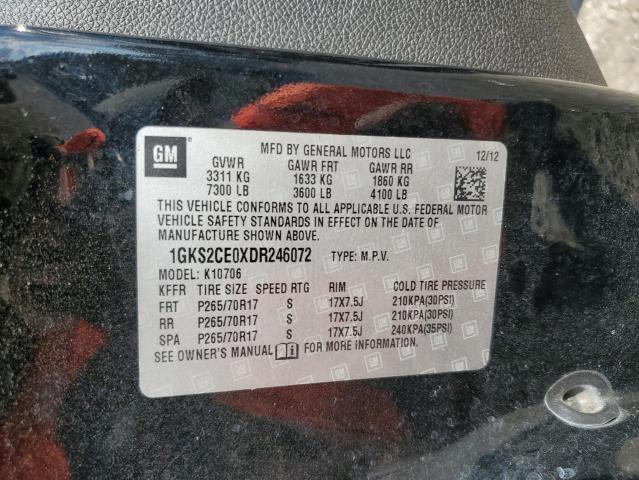 GM
MFD BY GENERAL MOTORS LLC 12/12
GVWR GAWR FRT GAWR RR
3311 KG 1633 KG 1860 KG
7300 LB 3600 LB 4100 LB
THIS VEHICLE CONFORMS TO ALL APPLICABLE U.S. FEDERAL MOTOR
VEHICLE SAFETY STANDARDS IN EFFECT ON THE DATE OF
MANUFACTURE SHOWN ABOVE.
1GKS2CE0XDR246072 TYPE: M.P.V.
MODEL: K10706
KFFR TIRE SIZE SPEED RTG RIM COLD TIRE PRESSURE
FRT P265/70R17 S 17X7.5J 210KPA(30PSI)
RR P265/70R17 S 17X7.5J 210KPA(30PSI)
SPA P265/70R17 S 17X7.5J 240KPA(35PSI)
SEE OWNER'S MANUAL FOR MORE INFORMATION.